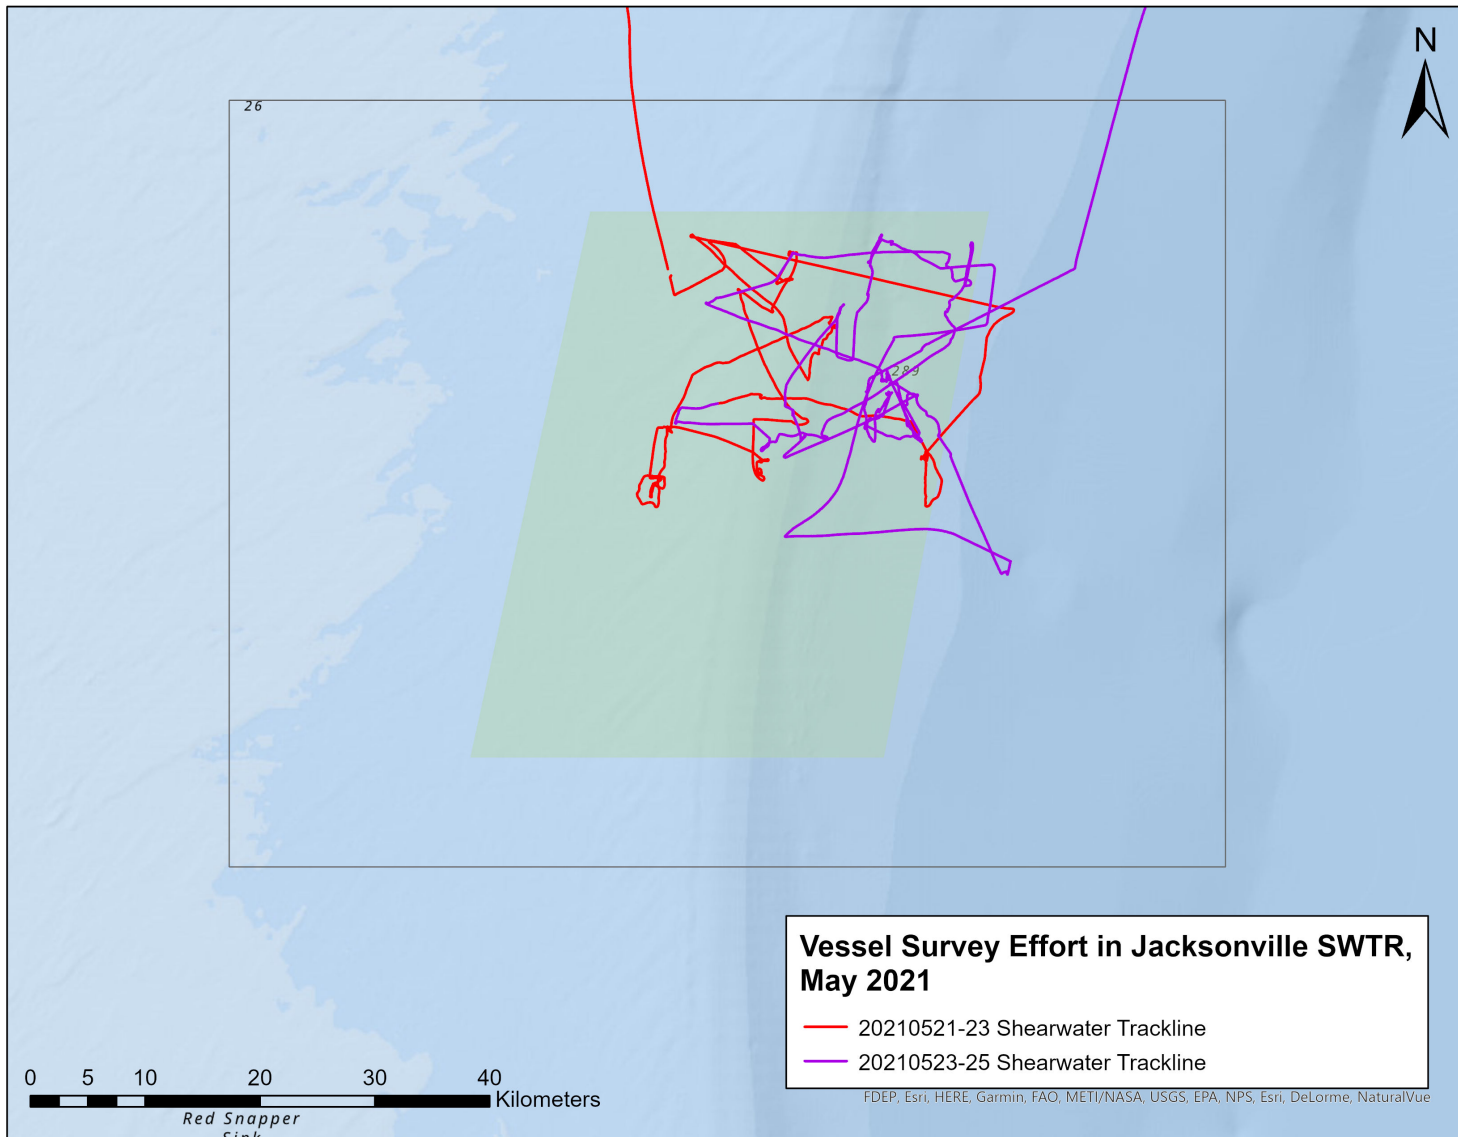 N
26
289
Vessel Survey Effort in Jacksonville SWTR,
May 2021
20210521-23 Shearwater Trackline
20210523-25 Shearwater Trackline
0 5 10 20 30 40
Kilometers
FDEP, Esri, HERE, Garmin, FAO, METI/NASA, USGS, EPA, NPS, Esri, DeLorme, NaturalVue
Red Snapper
Sink